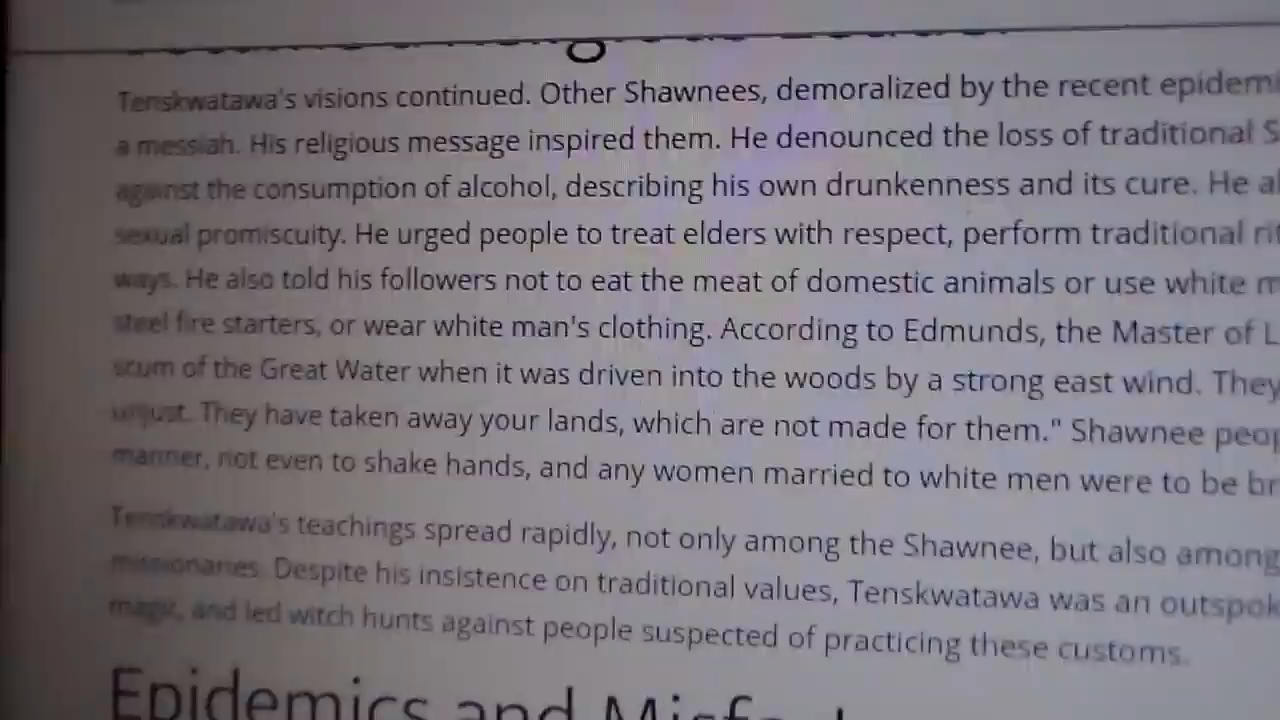 Tenskwatawa's visions continued. Other Shawnees, demoralized by the recent epidemi
a messiah. His religious message inspired them. He denounced the loss of traditional S
against the consumption of alcohol, describing his own drunkenness and its cure. He al
sexual promiscuity. He urged people to treat elders with respect, perform traditional rit
ways. He also told his followers not to eat the meat of domestic animals or use white m
steel fire starters, or wear white man's clothing. According to Edmunds, the Master of L
scum of the Great Water when it was driven into the woods by a strong east wind. They
unjust. They have taken away your lands, which are not made for them." Shawnee peop
manner, not even to shake hands, and any women married to white men were to be br
Tenskwatawa's teachings spread rapidly, not only among the Shawnee, but also among
missionaries. Despite his insistence on traditional values, Tenskwatawa was an outspok
magic, and led witch hunts against people suspected of practicing these customs.
Epidemics and